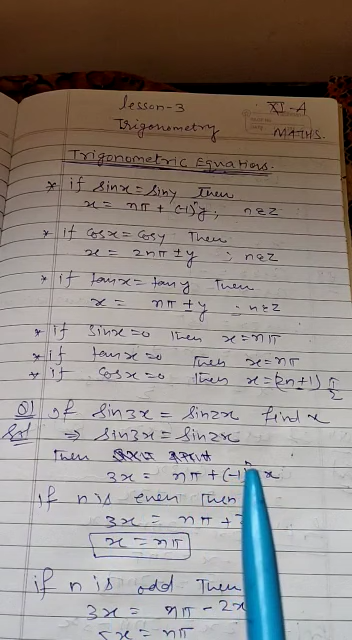 lesson-3 XI-A
Trigonometry MATHS.
Trigonometric Equations.
* if sinx = siny then
x = nπ + (-1)ⁿy ; n∈Z
* if cosx = cosy Then
x = 2nπ ± y ; n∈Z
* if tanx = tany Then
x = nπ ± y : n∈Z
* if sinx=0 then x=nπ
* if tanx=0 then x=nπ
* if cosx=0 then x=(2n+1) π/2
Q1 If sin3x = sin2x find x
Sol ⇒ sin3x = sin2x
Then
3x = nπ + (-1)ⁿ x
if n is even Then
3x = nπ +
x = nπ
if n is odd Then
3x = nπ - 2x
5x = nπ